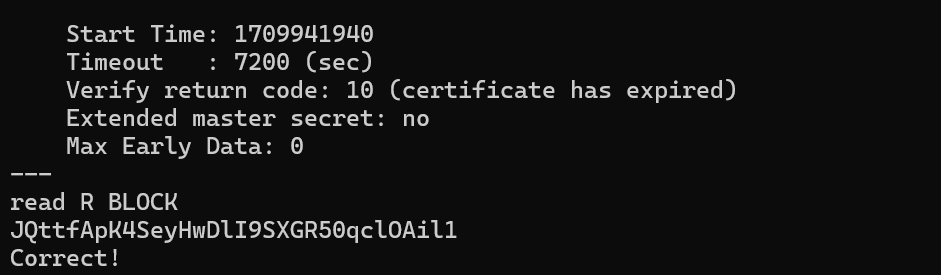 Start Time: 1709941940
Timeout   : 7200 (sec)
Verify return code: 10 (certificate has expired)
Extended master secret: no
Max Early Data: 0
---
read R BLOCK
JQttfApK4SeyHwDlI9SXGR50qclOAil1
Correct!